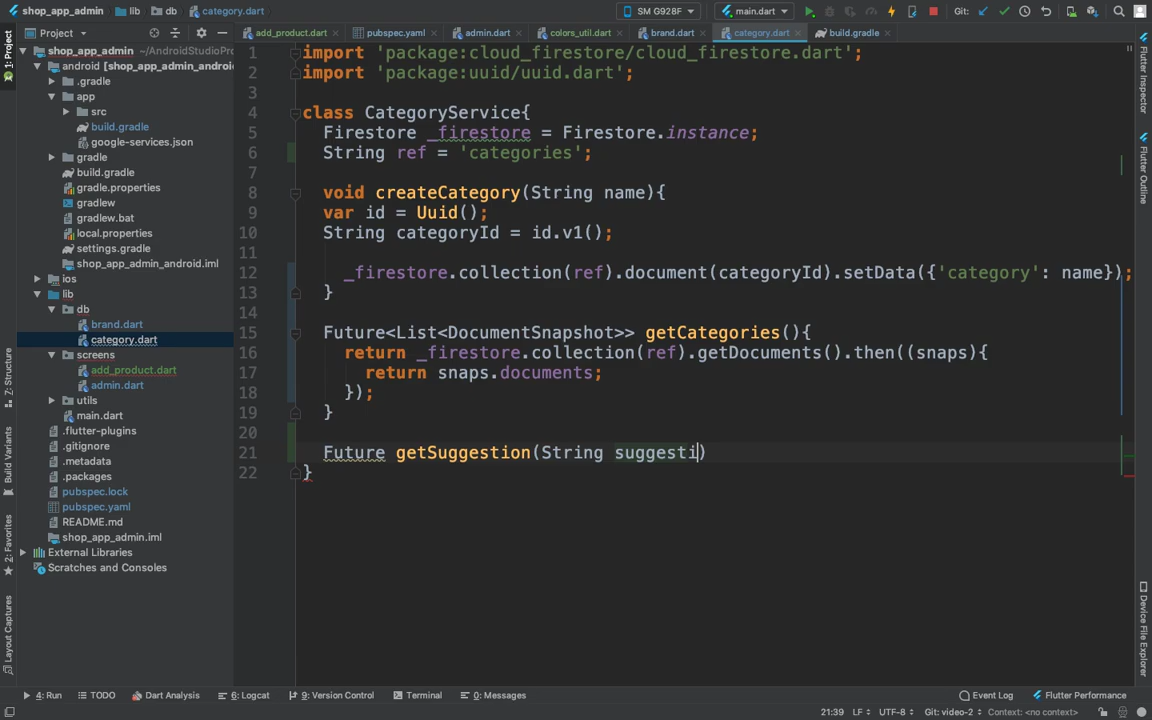 shop_app_admin lib db category.dart SM G928F main.dart Git:
1: Project
Project
add_product.dart pubspec.yaml admin.dart colors_util.dart brand.dart category.dart build.gradle
shop_app_admin ~/AndroidStudioPro
android [shop_app_admin_androi
.gradle
app
src
build.gradle
google-services.json
gradle
build.gradle
gradle.properties
gradlew
gradlew.bat
local.properties
settings.gradle
shop_app_admin_android.iml
ios
lib
db
brand.dart
category.dart
screens
add_product.dart
admin.dart
utils
main.dart
.flutter-plugins
.gitignore
.metadata
.packages
pubspec.lock
pubspec.yaml
README.md
shop_app_admin.iml
External Libraries
Scratches and Consoles
1 import 'package:cloud_firestore/cloud_firestore.dart';
2 import 'package:uuid/uuid.dart';
3
4 class CategoryService{
5 Firestore _firestore = Firestore.instance;
6 String ref = 'categories';
7
8 void createCategory(String name){
9 var id = Uuid();
10 String categoryId = id.v1();
11
12 _firestore.collection(ref).document(categoryId).setData({'category': name});
13 }
14
15 Future<List<DocumentSnapshot>> getCategories(){
16 return _firestore.collection(ref).getDocuments().then((snaps){
17 return snaps.documents;
18 });
19 }
20
21 Future getSuggestion(String suggesti)
22 }
Flutter Inspector
Flutter Outline
Device File Explorer
Z: Structure
Build Variants
2: Favorites
Layout Captures
4: Run TODO Dart Analysis 6: Logcat 9: Version Control Terminal 0: Messages Event Log Flutter Performance
21:39 LF UTF-8 Git: video-2 Context: <no context>